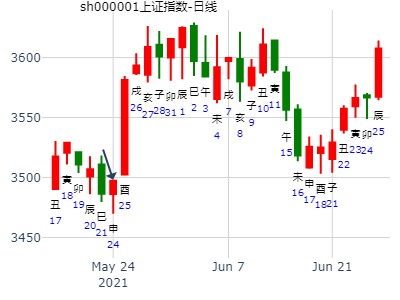 sh000001上证指数-日线
3600
3550
3500
3450
丑
17
寅
18
卯
19
辰
20
巳
21
申
24
酉
25
戌
26
亥
27
子
28
卯
31
辰
1
巳
2
午
3
未
4
戌
7
亥
8
子
9
丑
10
寅
11
午
15
未
16
申
17
酉
18
子
21
丑
22
寅
23
卯
24
辰
25
May 24
2021
Jun 7
Jun 21